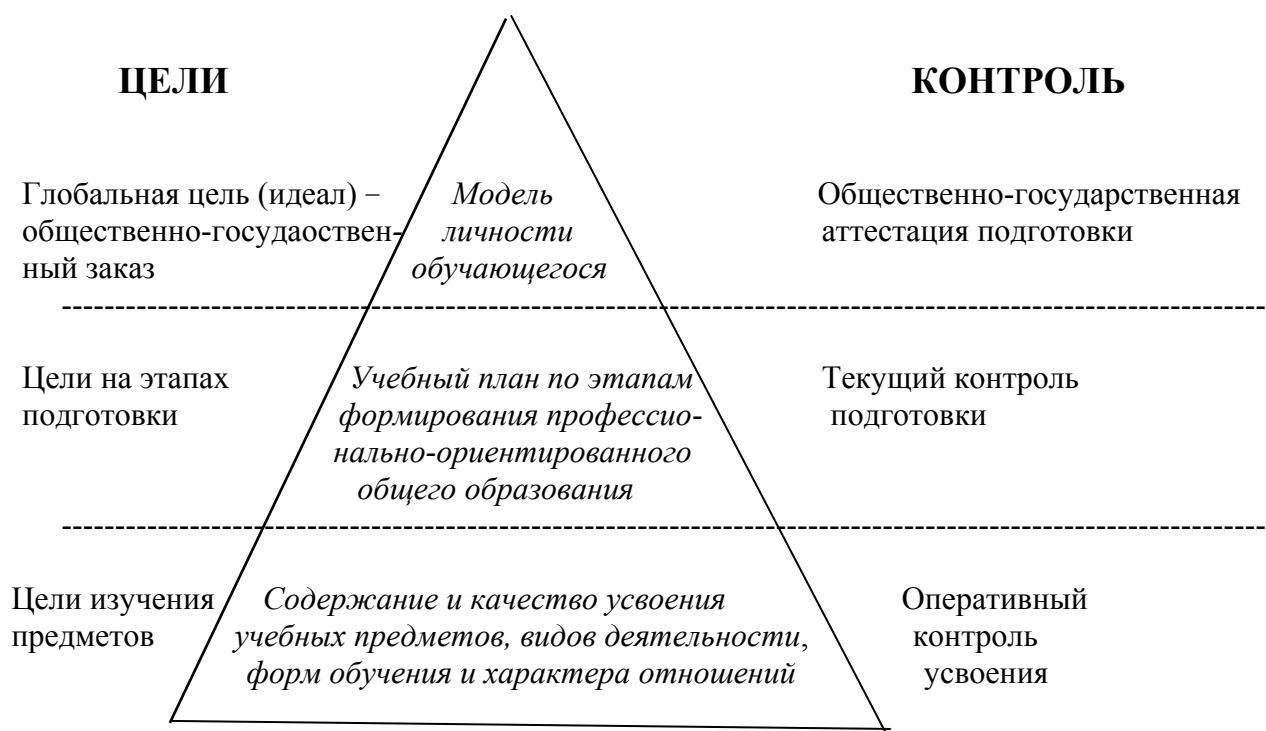 ЦЕЛИ
КОНТРОЛЬ
Глобальная цель (идеал) –
общественно-государоствен-
ный заказ
Модель
личности
обучающегося
Общественно-государственная
аттестация подготовки
Цели на этапах
подготовки
Учебный план по этапам
формирования профессио-
нально-ориентированного
общего образования
Текущий контроль
подготовки
Цели изучения
предметов
Содержание и качество усвоения
учебных предметов, видов деятельности,
форм обучения и характера отношений
Оперативный
контроль
усвоения